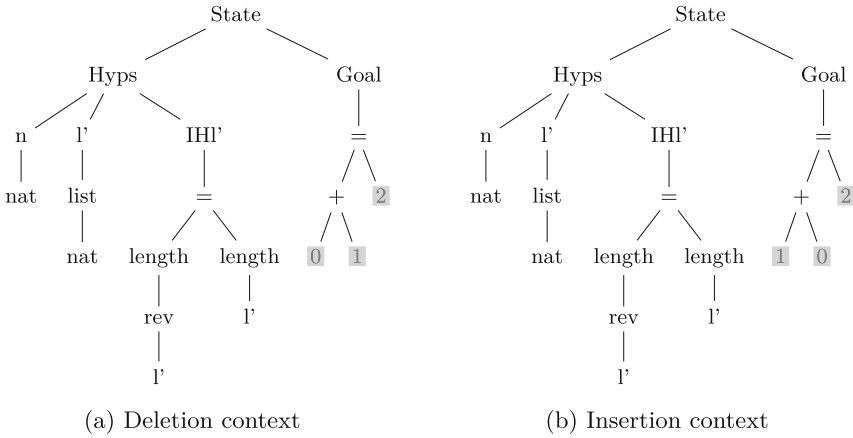 State State
Hyps Goal Hyps Goal
n l' IHl' = n l' IHl' =
nat list = + 2 nat list = + 2
nat length length 0 1 nat length length 1 0
rev l' rev l'
l' l'
(a) Deletion context (b) Insertion context